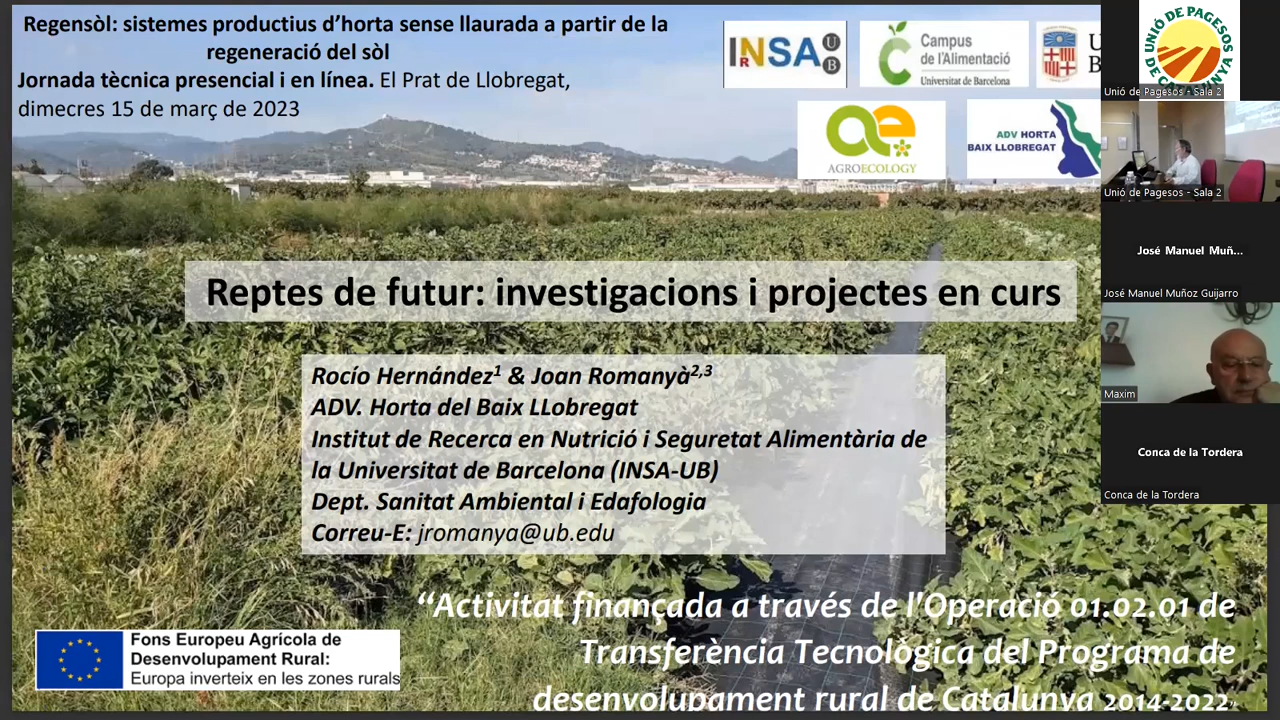 Regensòl: sistemes productius d'horta sense llaurada a partir de la
regeneració del sòl
Jornada tècnica presencial i en línea. El Prat de Llobregat,
dimecres 15 de març de 2023
INRSA UB
Campus
de l'Alimentació
Universitat de Barcelona
U
B
ae
AGROECOLOGY
ADV HORTA
BAIX LLOBREGAT
Reptes de futur: investigacions i projectes en curs
Rocío Hernández1 & Joan Romanyà2,3
ADV. Horta del Baix LLobregat
Institut de Recerca en Nutrició i Seguretat Alimentària de
la Universitat de Barcelona (INSA-UB)
Dept. Sanitat Ambiental i Edafologia
Correu-E: jromanya@ub.edu
“Activitat finançada a través de l'Operació 01.02.01 de
Transferència Tecnològica del Programa de
desenvolupament rural de Catalunya 2014-2022”
Fons Europeu Agrícola de
Desenvolupament Rural:
Europa inverteix en les zones rurals
UNIÓ DE PAGESOS
DE CATALUNYA
Unió de Pagesos - Sala 2
Unió de Pagesos - Sala 2
José Manuel Muñ...
José Manuel Muñoz Guijarro
Maxim
Conca de la Tordera
Conca de la Tordera